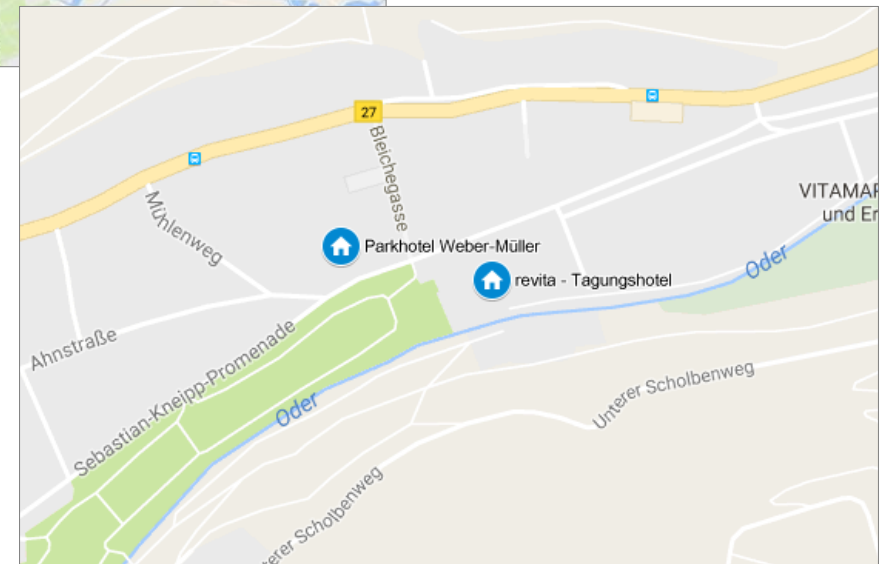 27
Bleichegasse
Mühlenweg
VITAMAR
und Er
Parkhotel Weber-Müller
revita - Tagungshotel
Oder
Ahnstraße
Sebastian-Kneipp-Promenade
Oder
Unterer Scholbenweg
erer Scholbenweg